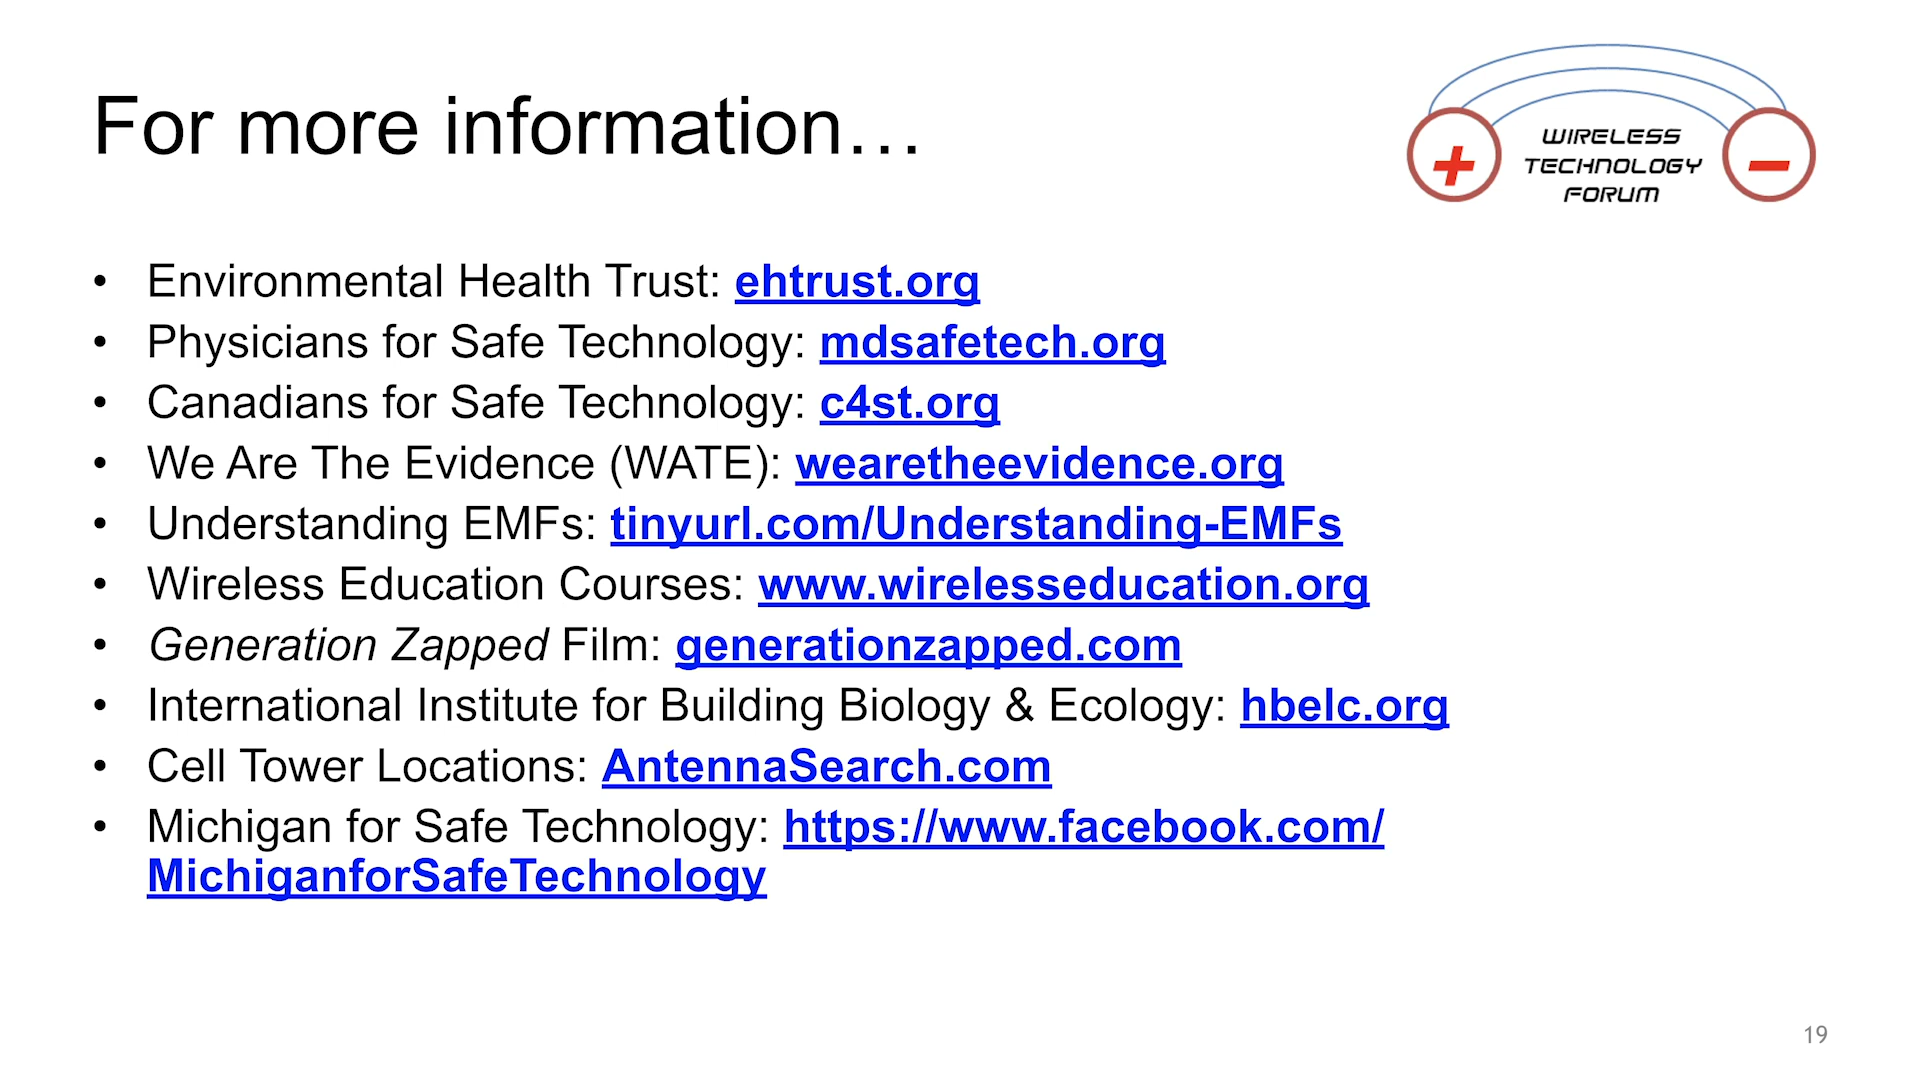 For more information…
+
WIRELESS
TECHNOLOGY
FORUM
−
• Environmental Health Trust: ehtrust.org
• Physicians for Safe Technology: mdsafetech.org
• Canadians for Safe Technology: c4st.org
• We Are The Evidence (WATE): wearetheevidence.org
• Understanding EMFs: tinyurl.com/Understanding-EMFs
• Wireless Education Courses: www.wirelesseducation.org
• Generation Zapped Film: generationzapped.com
• International Institute for Building Biology & Ecology: hbelc.org
• Cell Tower Locations: AntennaSearch.com
• Michigan for Safe Technology: https://www.facebook.com/
MichiganforSafeTechnology
19